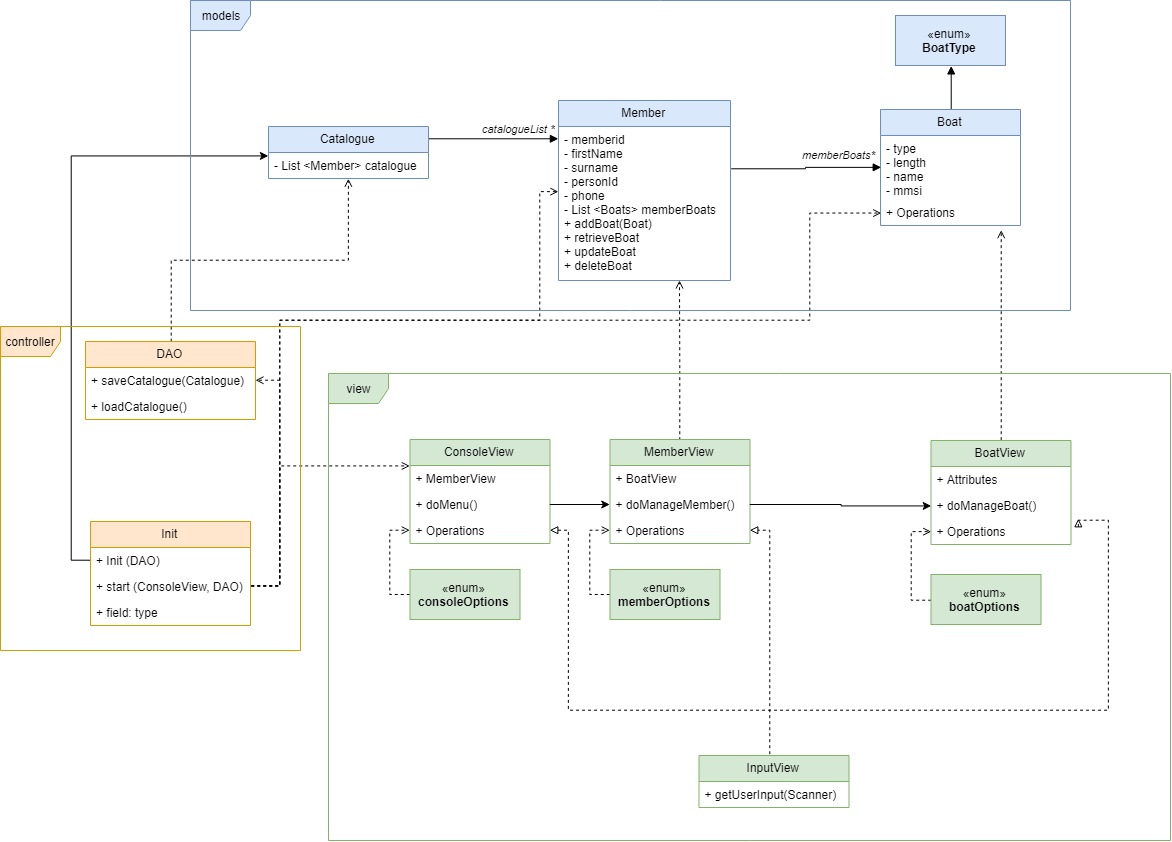 models
«enum»
BoatType
Catalogue
- List <Member> catalogue
catalogueList *
Member
- memberid
- firstName
- surname
- personId
- phone
- List <Boats> memberBoats
+ addBoat(Boat)
+ retrieveBoat
+ updateBoat
+ deleteBoat
memberBoats*
Boat
- type
- length
- name
- mmsi
+ Operations
controller
DAO
+ saveCatalogue(Catalogue)
+ loadCatalogue()
Init
+ Init (DAO)
+ start (ConsoleView, DAO)
+ field: type
view
ConsoleView
+ MemberView
+ doMenu()
+ Operations
«enum»
consoleOptions
MemberView
+ BoatView
+ doManageMember()
+ Operations
«enum»
memberOptions
BoatView
+ Attributes
+ doManageBoat()
+ Operations
«enum»
boatOptions
InputView
+ getUserInput(Scanner)